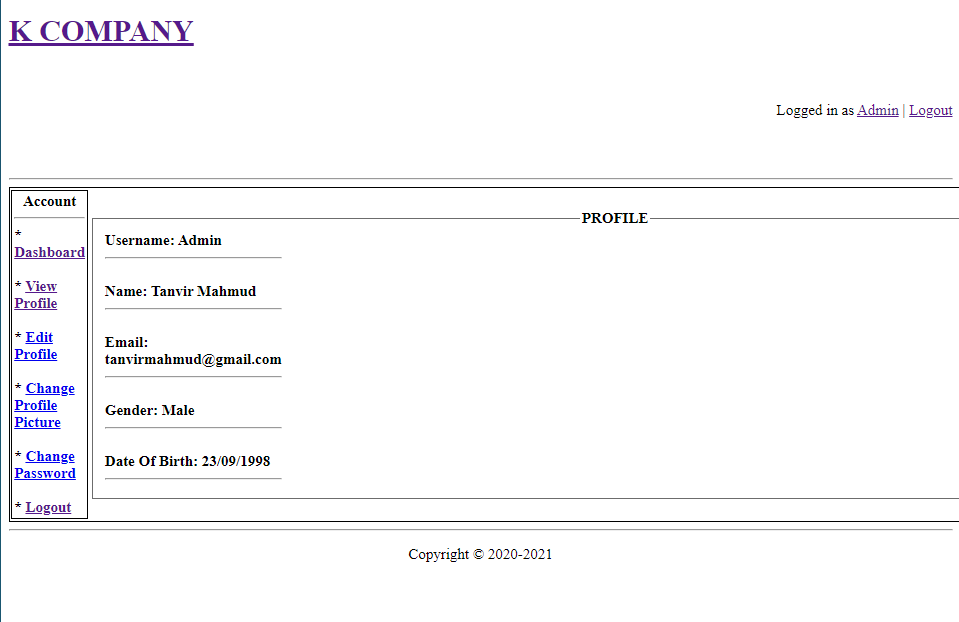 K COMPANY
Logged in as Admin | Logout
Account
*
Dashboard
* View
Profile
* Edit
Profile
* Change
Profile
Picture
* Change
Password
* Logout
PROFILE
Username: Admin
Name: Tanvir Mahmud
Email:
tanvirmahmud@gmail.com
Gender: Male
Date Of Birth: 23/09/1998
Copyright © 2020-2021